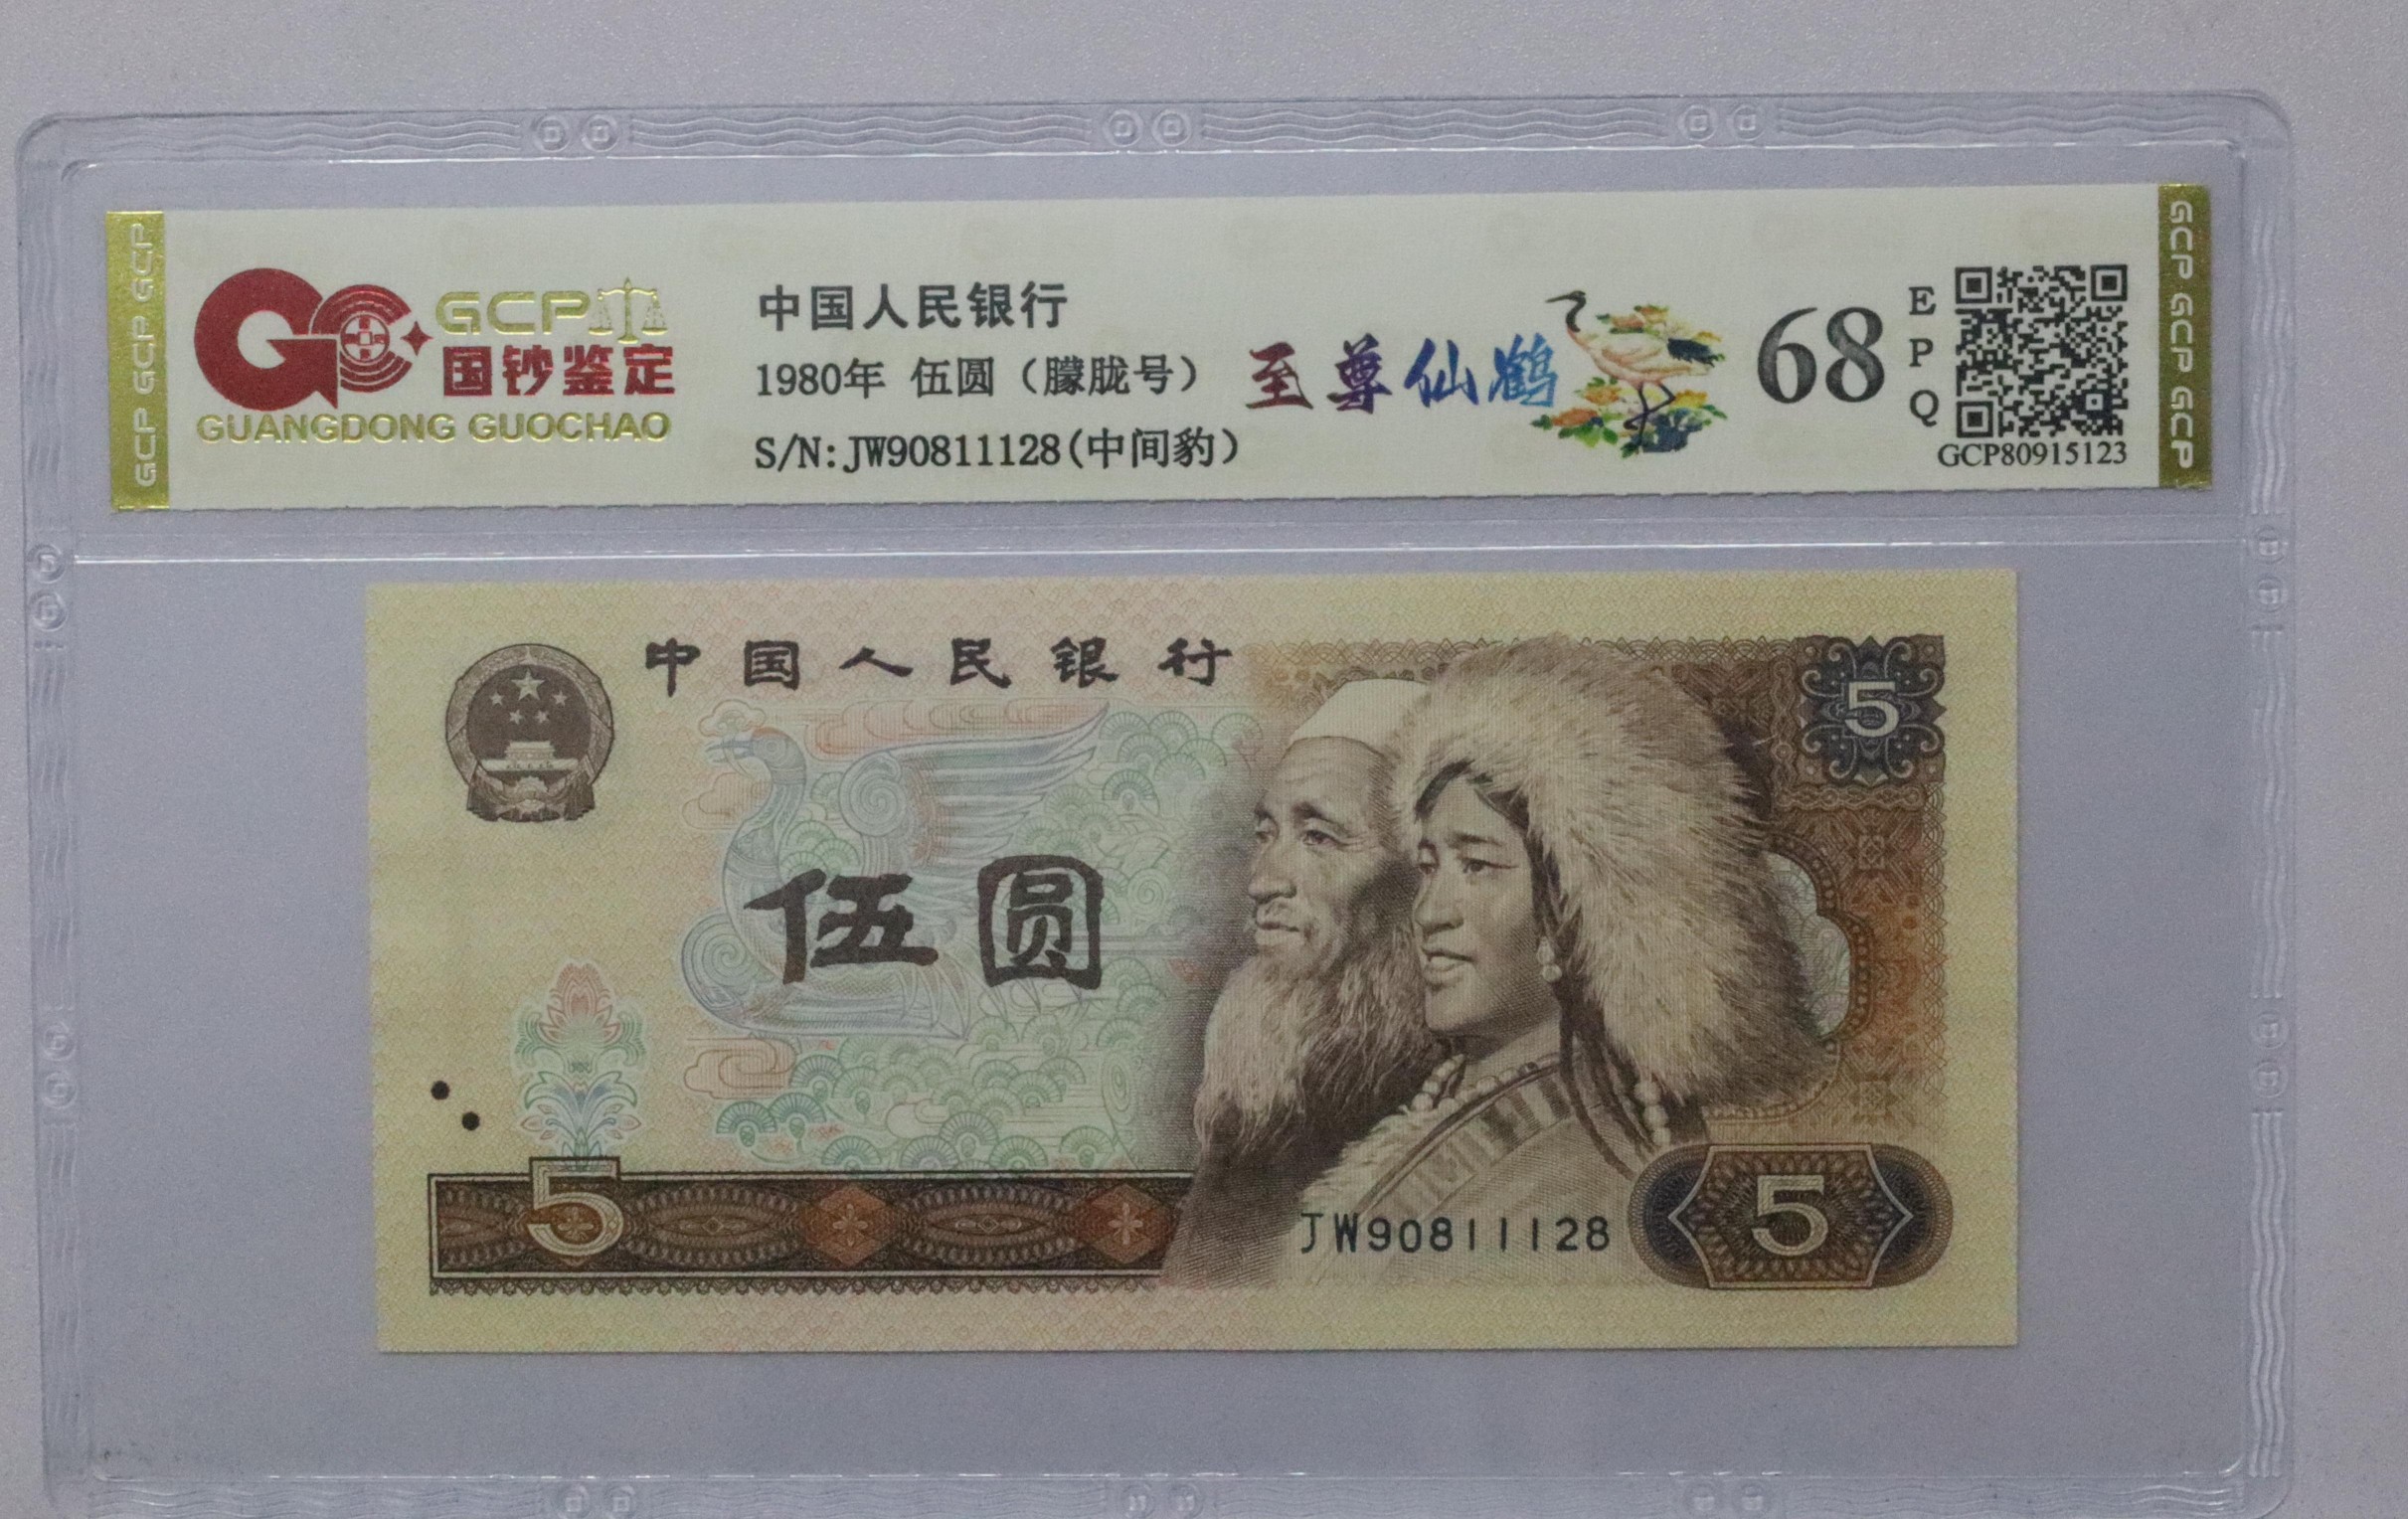 GCP GCP GCP
GCP
国钞鉴定
GUANGDONG GUOCHAO
中国人民银行
1980年 伍圆（朦胧号）
S/N:JW90811128(中间豹）
至尊仙鹤
68
EPQ
GCP80915123
GCP GCP GCP
中国人民银行
5
伍圆
5
JW90811128
5